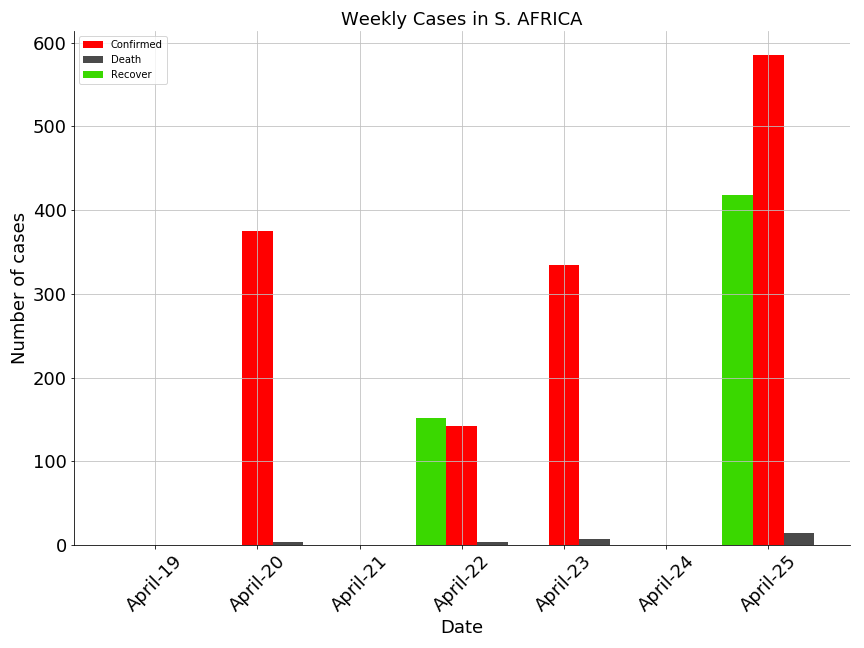 Weekly Cases in S. AFRICA
Confirmed
Death
Recover
Number of cases
600
500
400
300
200
100
0
April-19
April-20
April-21
April-22
April-23
April-24
April-25
Date